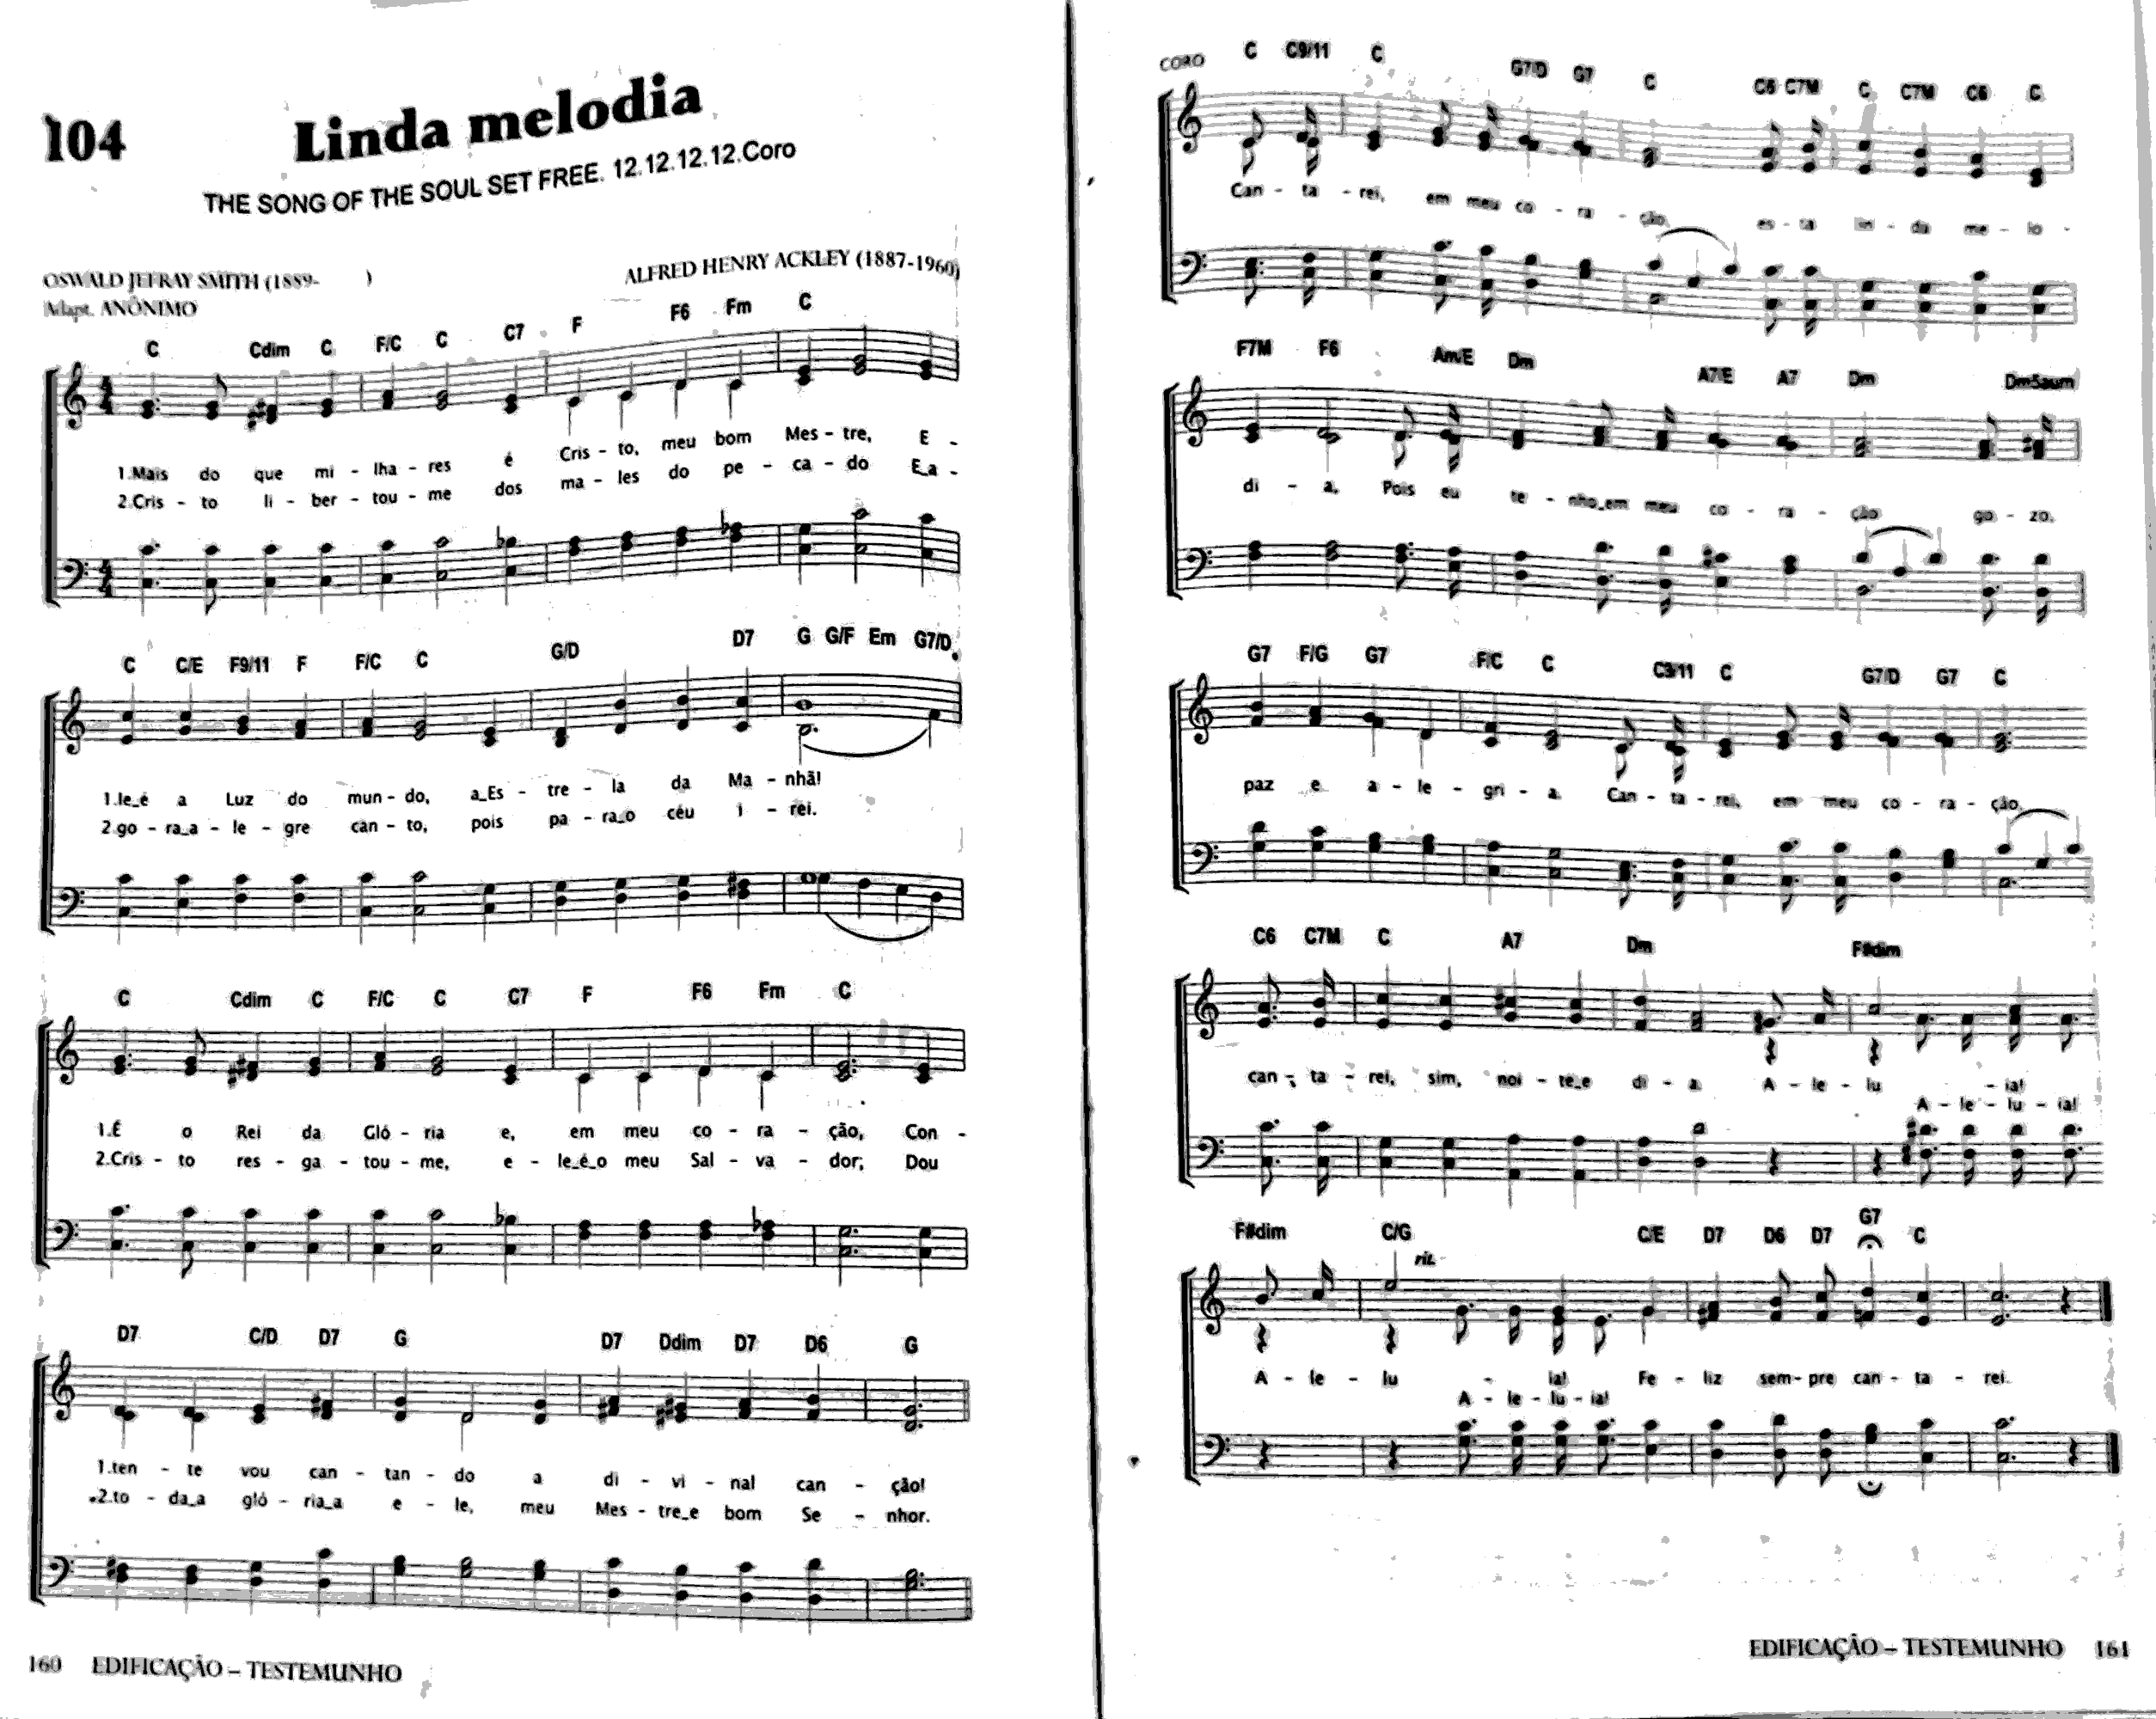 104
Linda melodia
THE SONG OF THE SOUL SET FREE. 12.12.12.12.Coro
OSWALD JEFRAY SMITH (1889- )
Adapt. ANÔNIMO
ALFRED HENRY ACKLEY (1887-1960)
C Cdim C F/C C C7 F F6 Fm C
1.Mais do que mi - lha - res é Cris - to, meu bom Mes - tre, E -
2.Cris - to li - ber - tou - me dos ma - les do pe - ca - do E_a -
C C/E F9/11 F F/C C G/D D7 G G/F Em G7/D
1.le_é a Luz do mun - do, a_Es - tre - la da Ma - nhã!
2.go - ra_a - le - gre can - to, pois pa - ra_o céu i - rei.
C Cdim C F/C C C7 F F6 Fm C
1.É o Rei da Gló - ria e, em meu co - ra - ção, Con -
2.Cris - to res - ga - tou - me, e - le_é_o meu Sal - va - dor; Dou
D7 C/D D7 G D7 Ddim D7 D6 G
1.ten - te vou can - tan - do a di - vi - nal can - ção!
2.to - da_a gló - ria_a e - le, meu Mes - tre_e bom Se - nhor.
160 EDIFICAÇÃO – TESTEMUNHO
CORO C C9/11 C G7/D G7 C C6 C7M C C7M C6 C
Can - ta - rei, em meu co - ra - ção, es - ta lin - da me - lo -
F7M F6 Am/E Dm A7/E A7 Dm Dm5aum
di - a, Pois eu te - nho_em meu co - ra - ção go - zo,
G7 F/G G7 F/C C C9/11 C G7/D G7 C
paz e a - le - gri - a. Can - ta - rei, em meu co - ra - ção,
C6 C7M C A7 Dm F#dim
can - ta - rei, sim, noi - te_e di - a. A - le - lu - ia!
A - le - lu - ia!
F#dim C/G C/E D7 D6 D7 G7 C
rit.
A - le - lu - ia! Fe - liz sem - pre can - ta - rei.
A - le - lu - ia!
EDIFICAÇÃO – TESTEMUNHO 161